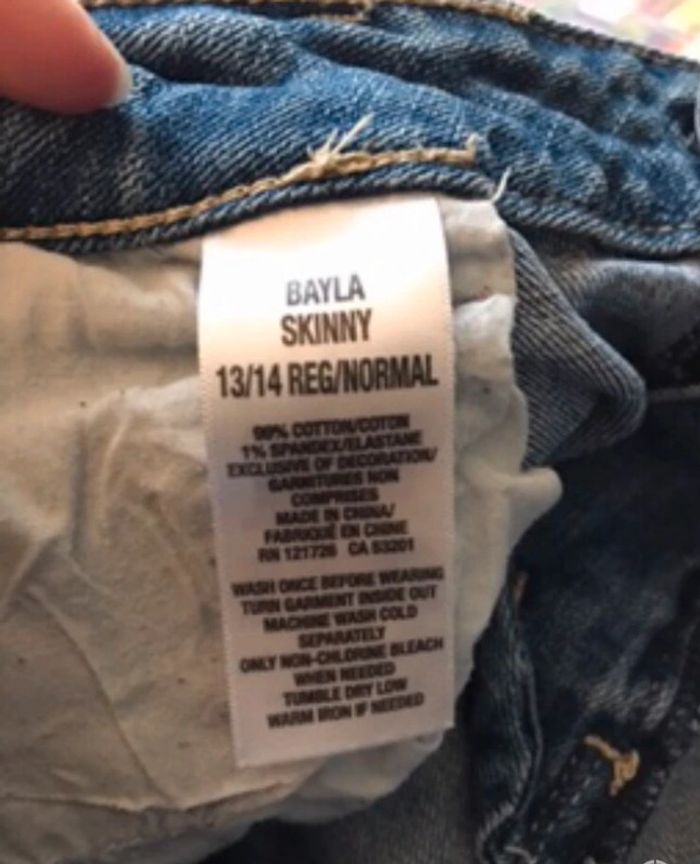 BAYLA
SKINNY
13/14 REG/NORMAL
99% COTTON/COTON
1% SPANDEX/ELASTANE
EXCLUSIVE OF DECORATION/
GARNITURES NON
COMPRISES
MADE IN CHINA/
FABRIQUÉ EN CHINE
RN 121726 CA 53201
WASH ONCE BEFORE WEARING
TURN GARMENT INSIDE OUT
MACHINE WASH COLD
SEPARATELY
ONLY NON-CHLORINE BLEACH
WHEN NEEDED
TUMBLE DRY LOW
WARM IRON IF NEEDED